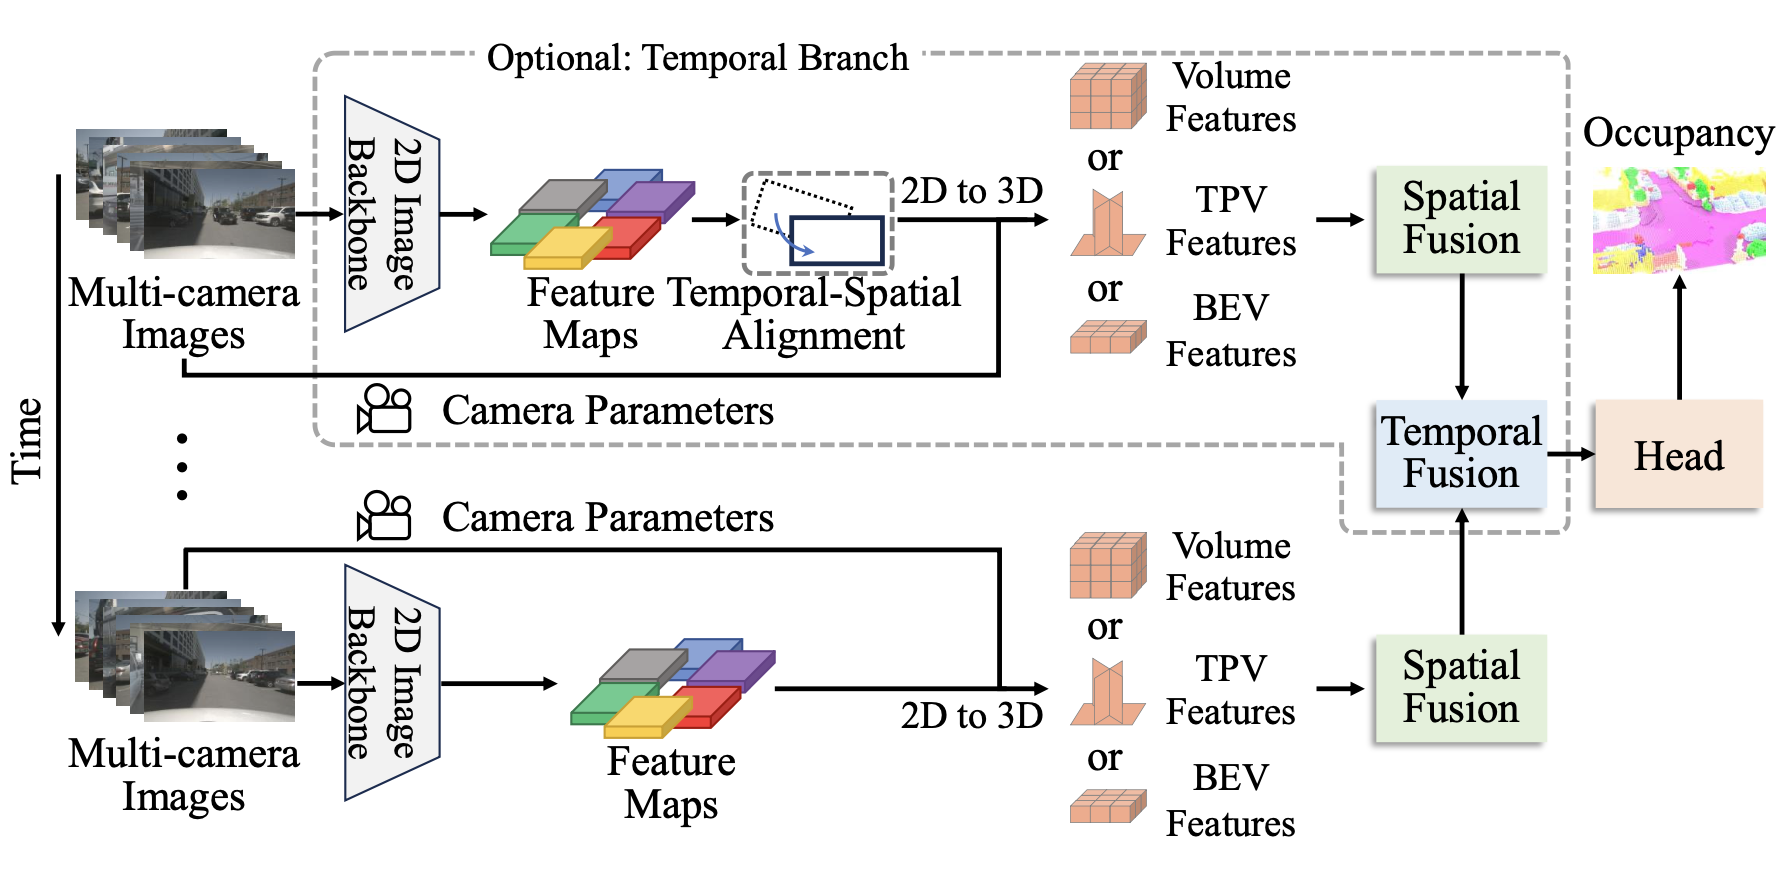 Optional: Temporal Branch
2D Image
Backbone
Multi-camera
Images
Feature
Maps
Temporal-Spatial
Alignment
2D to 3D
Camera Parameters
Volume
Features
or
TPV
Features
or
BEV
Features
Spatial
Fusion
Occupancy
Temporal
Fusion
Head
Time
Camera Parameters
Multi-camera
Images
2D Image
Backbone
Feature
Maps
2D to 3D
Volume
Features
or
TPV
Features
or
BEV
Features
Spatial
Fusion